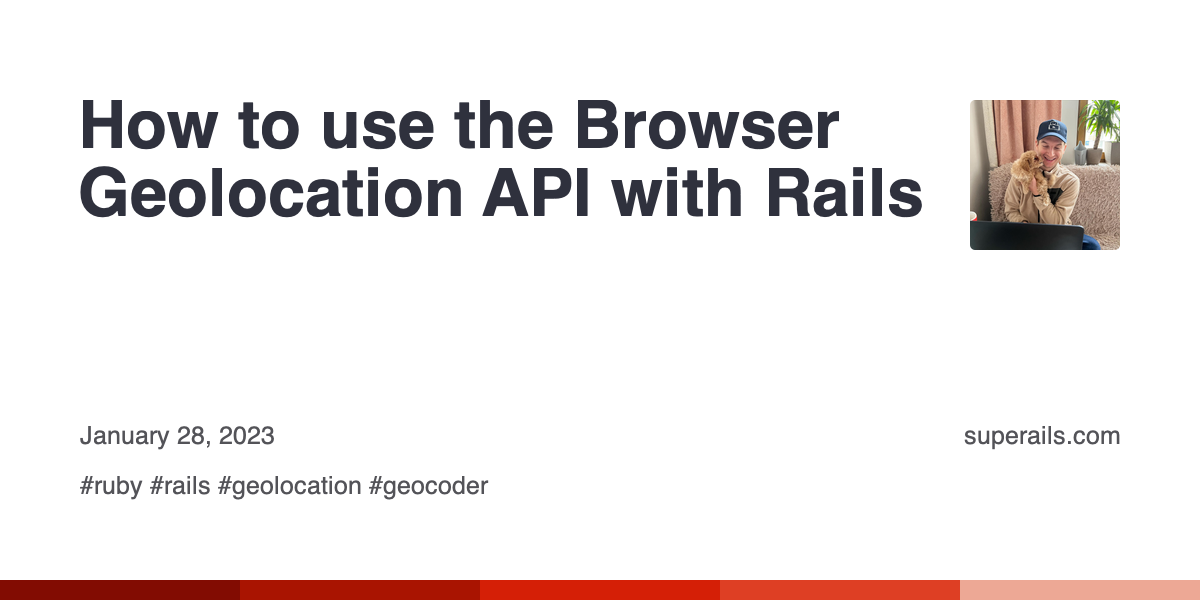 How to use the Browser
Geolocation API with Rails
January 28, 2023
superails.com
#ruby #rails #geolocation #geocoder